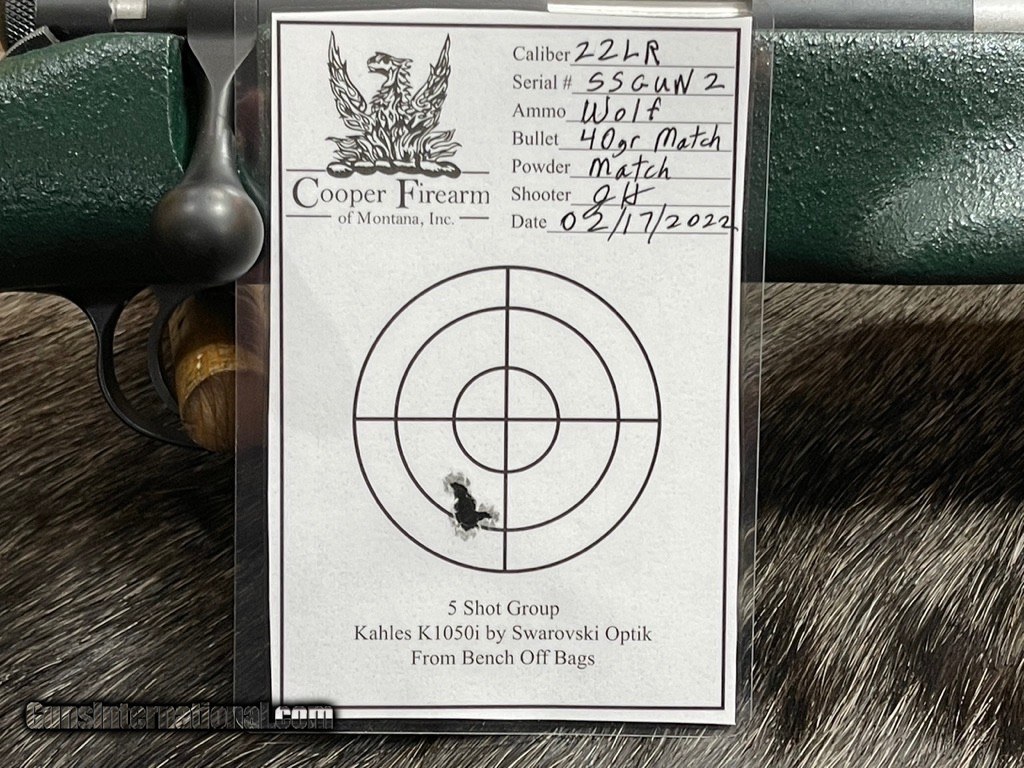 Caliber 22LR
Serial # SSGUN2
Ammo Wolf
Bullet 40gr Match
Powder Match
Shooter
Date 02/17/2022
Cooper Firearm
of Montana, Inc.
5 Shot Group
Kahles K1050i by Swarovski Optik
From Bench Off Bags
GunsInternational.com